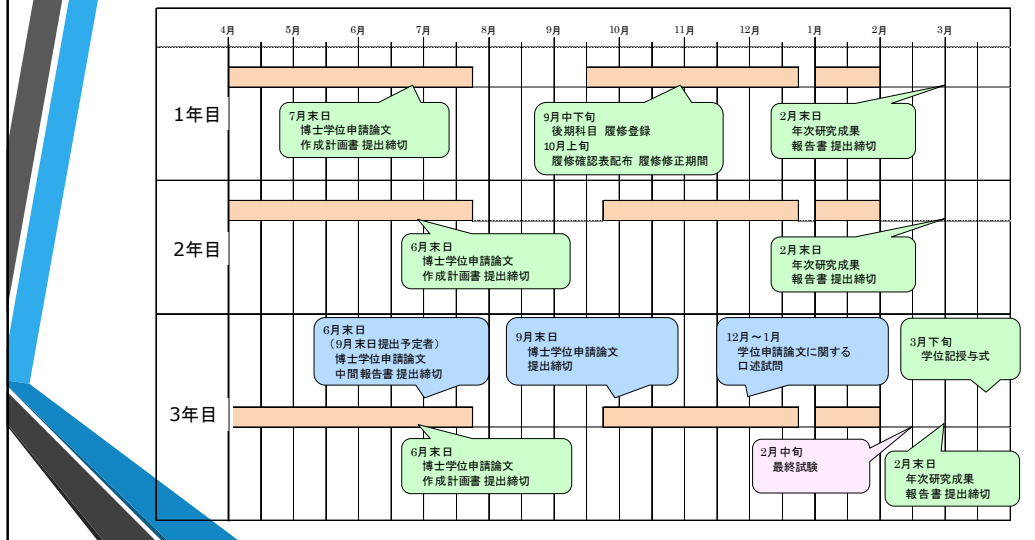 4月 5月 6月 7月 8月 9月 10月 11月 12月 1月 2月 3月
1年目
7月末日
博士学位申請論文
作成計画書 提出締切
9月中下旬
後期科目 履修登録
10月上旬
履修確認表配布 履修修正期間
2月末日
年次研究成果
報告書 提出締切
2年目
6月末日
博士学位申請論文
作成計画書 提出締切
2月末日
年次研究成果
報告書 提出締切
3年目
6月末日
(9月末日提出予定者)
博士学位申請論文
中間報告書 提出締切
9月末日
博士学位申請論文
提出締切
12月~1月
学位申請論文に関する
口述試問
3月下旬
学位記授与式
6月末日
博士学位申請論文
作成計画書 提出締切
2月中旬
最終試験
2月末日
年次研究成果
報告書 提出締切